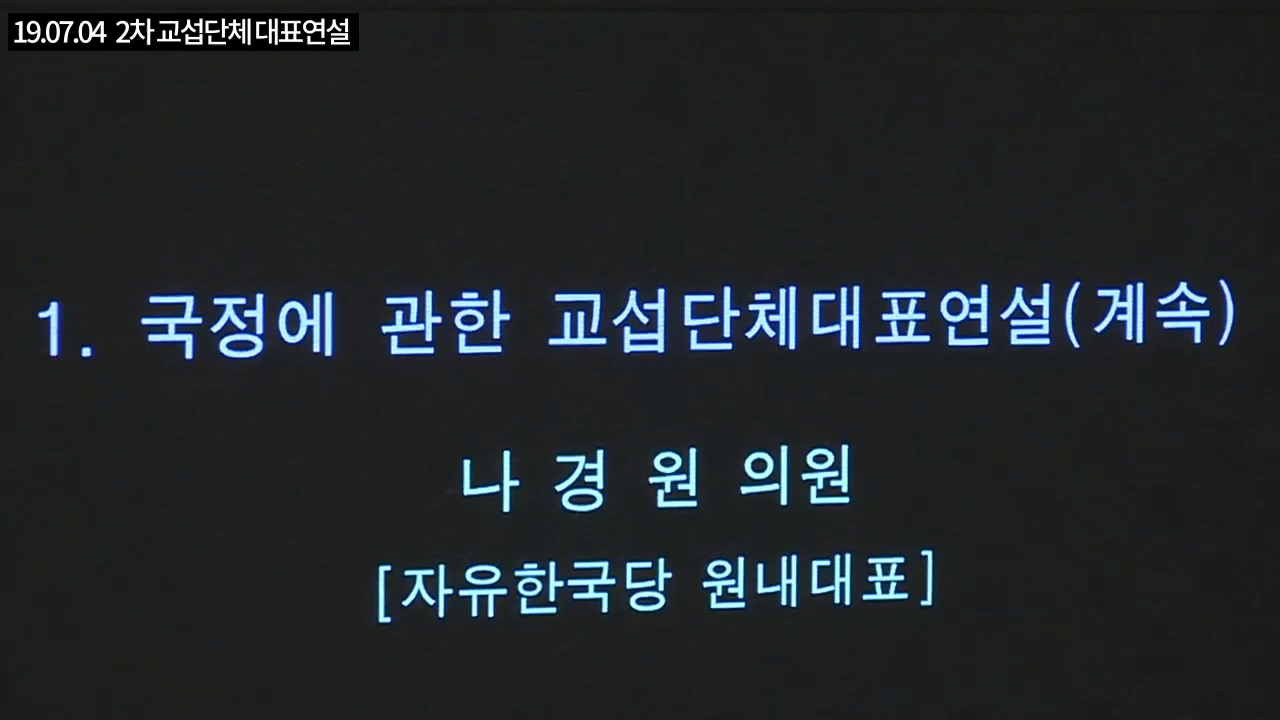 19.07.04 2차 교섭단체 대표연설
1. 국정에 관한 교섭단체대표연설(계속)
나 경 원 의원
[자유한국당 원내대표]